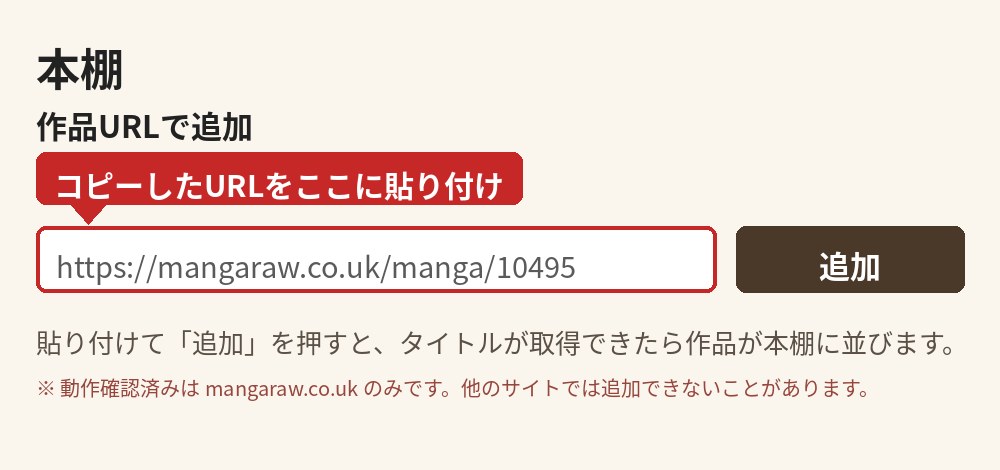 本棚
作品URLで追加
コピーしたURLをここに貼り付け
https://mangaraw.co.uk/manga/10495
追加
貼り付けて「追加」を押すと、タイトルが取得できたら作品が本棚に並びます。
※ 動作確認済みは mangaraw.co.uk のみです。他のサイトでは追加できないことがあります。